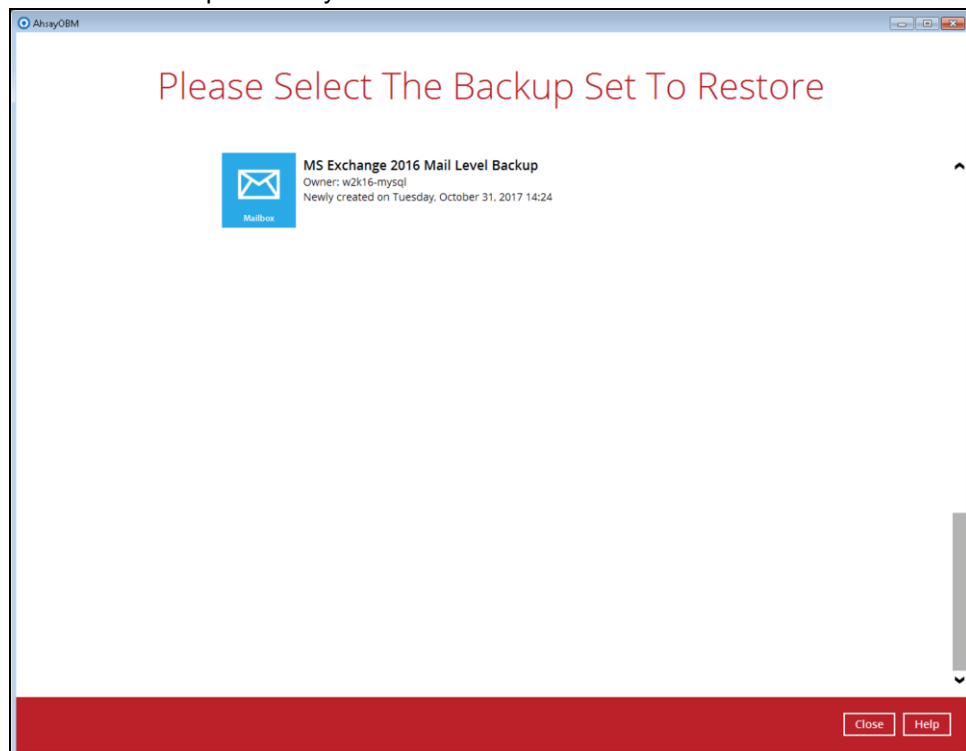 AhsayOBM
Please Select The Backup Set To Restore
MS Exchange 2016 Mail Level Backup
Owner: w2k16-mysql
Newly created on Tuesday, October 31, 2017 14:24
Mailbox
Close
Help